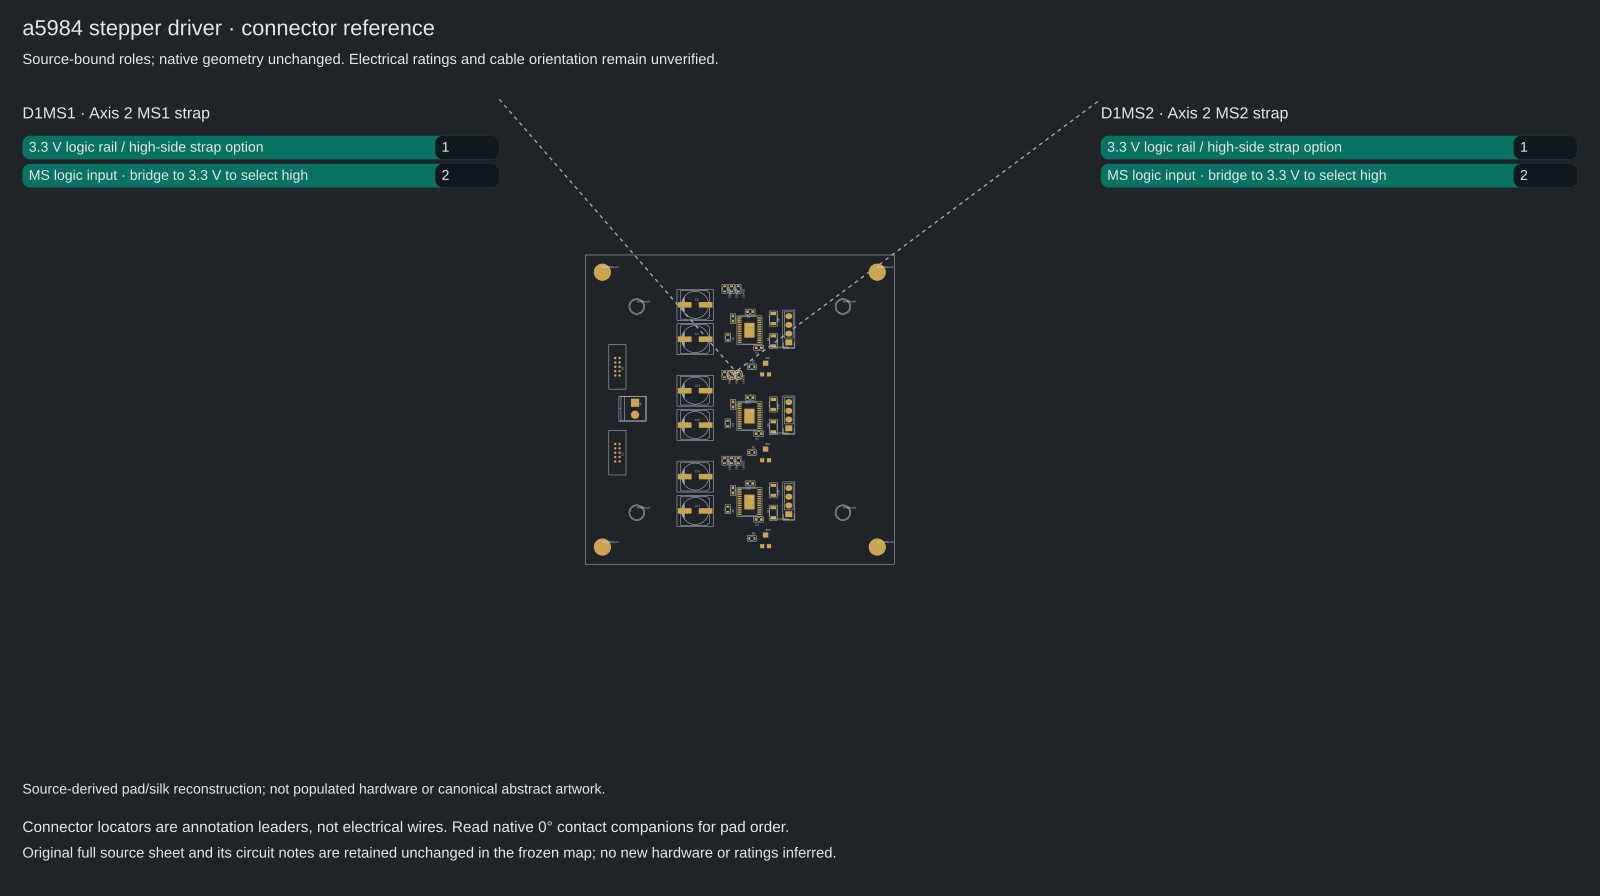 a5984 stepper driver · connector reference
Source-bound roles; native geometry unchanged. Electrical ratings and cable orientation remain unverified.
D1MS1 · Axis 2 MS1 strap
3.3 V logic rail / high-side strap option 1
MS logic input · bridge to 3.3 V to select high 2
D1MS2 · Axis 2 MS2 strap
3.3 V logic rail / high-side strap option 1
MS logic input · bridge to 3.3 V to select high 2
Source-derived pad/silk reconstruction; not populated hardware or canonical abstract artwork.
Connector locators are annotation leaders, not electrical wires. Read native 0° contact companions for pad order.
Original full source sheet and its circuit notes are retained unchanged in the frozen map; no new hardware or ratings inferred.